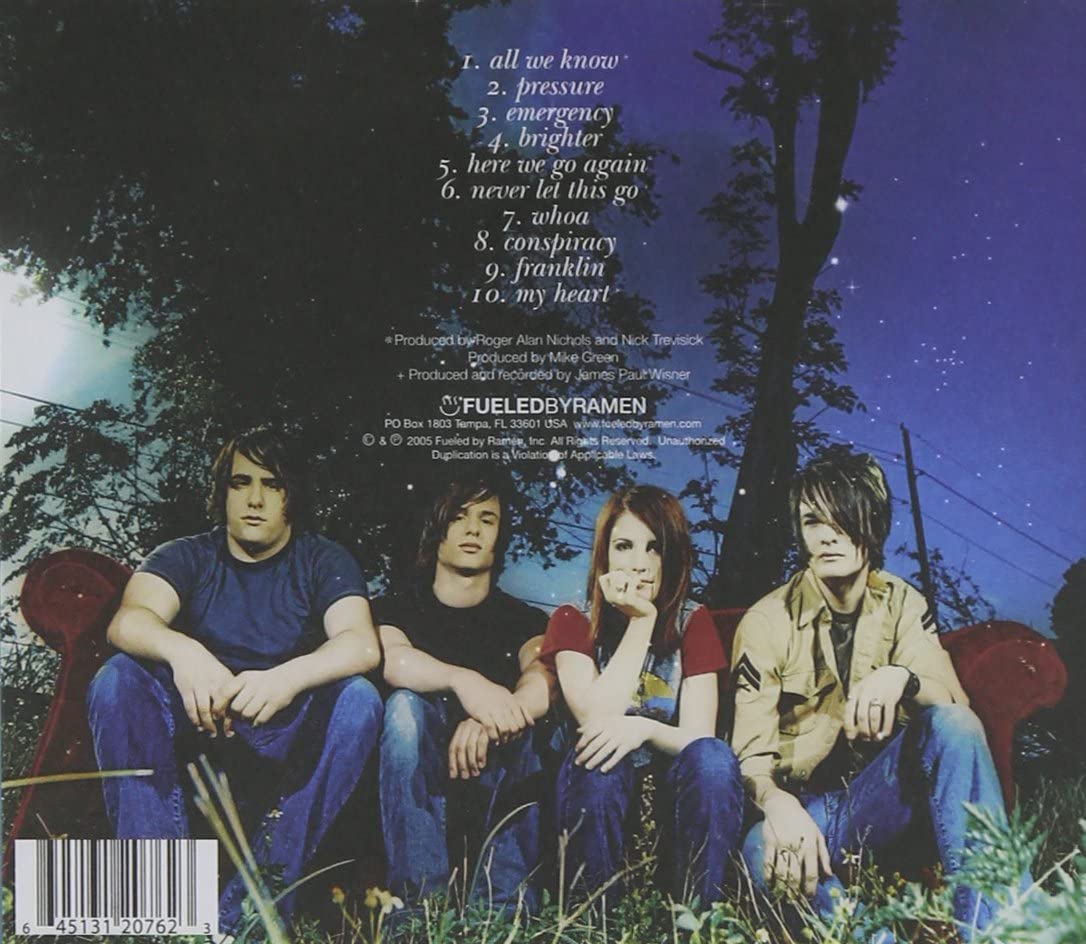 1. all we know*
2. pressure
3. emergency
4. brighter
5. here we go again
6. never let this go
7. whoa
8. conspiracy
9. franklin
10. my heart
* Produced by Roger Alan Nichols and Nick Trevisick
Produced by Mike Green
+ Produced and recorded by James Paul Wisner
FUELEDBYRAMEN
PO Box 1803 Tampa, FL 33601 USA www.fueledbyramen.com
© & ℗ 2005 Fueled by Ramen, Inc. All Rights Reserved. Unauthorized
Duplication is a Violation of Applicable Laws.
6 45131 20762 3